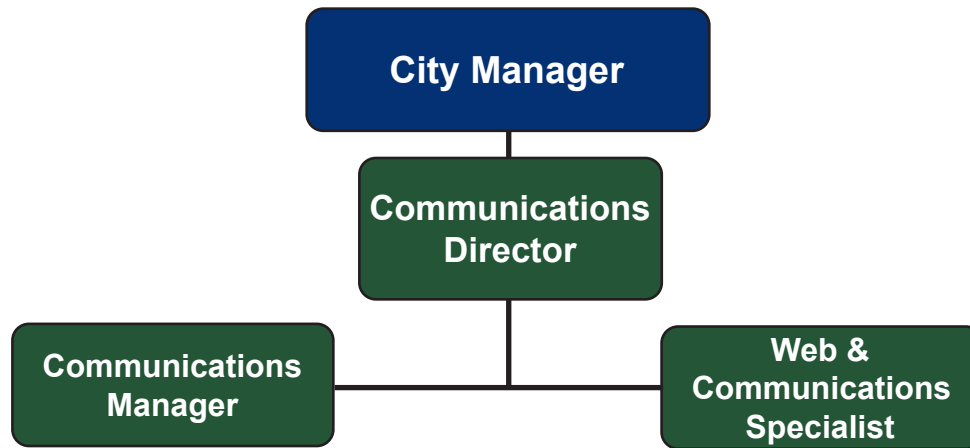 City Manager
Communications
Director
Communications
Manager
Web &
Communications
Specialist